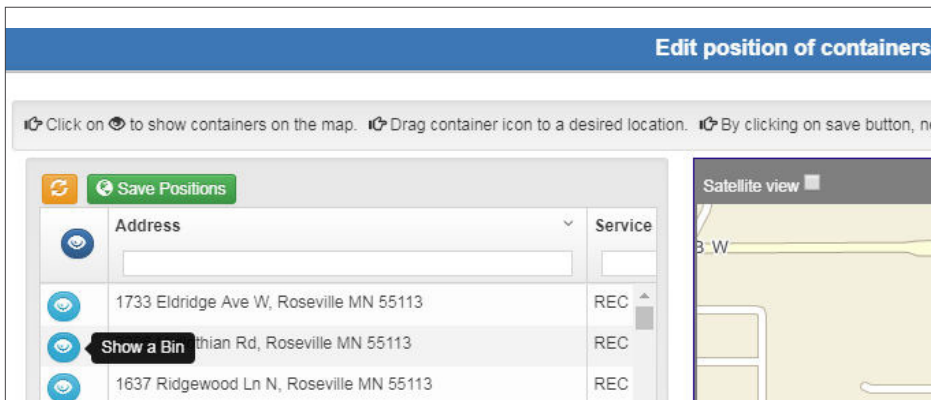 Edit position of containers
Click on to show containers on the map. Drag container icon to a desired location. By clicking on save button,
Save Positions
Satellite view
Address
Service
W
1733 Eldridge Ave W, Roseville MN 55113
REC
Show a Bin
Rd, Roseville MN 55113
REC
1637 Ridgewood Ln N, Roseville MN 55113
REC